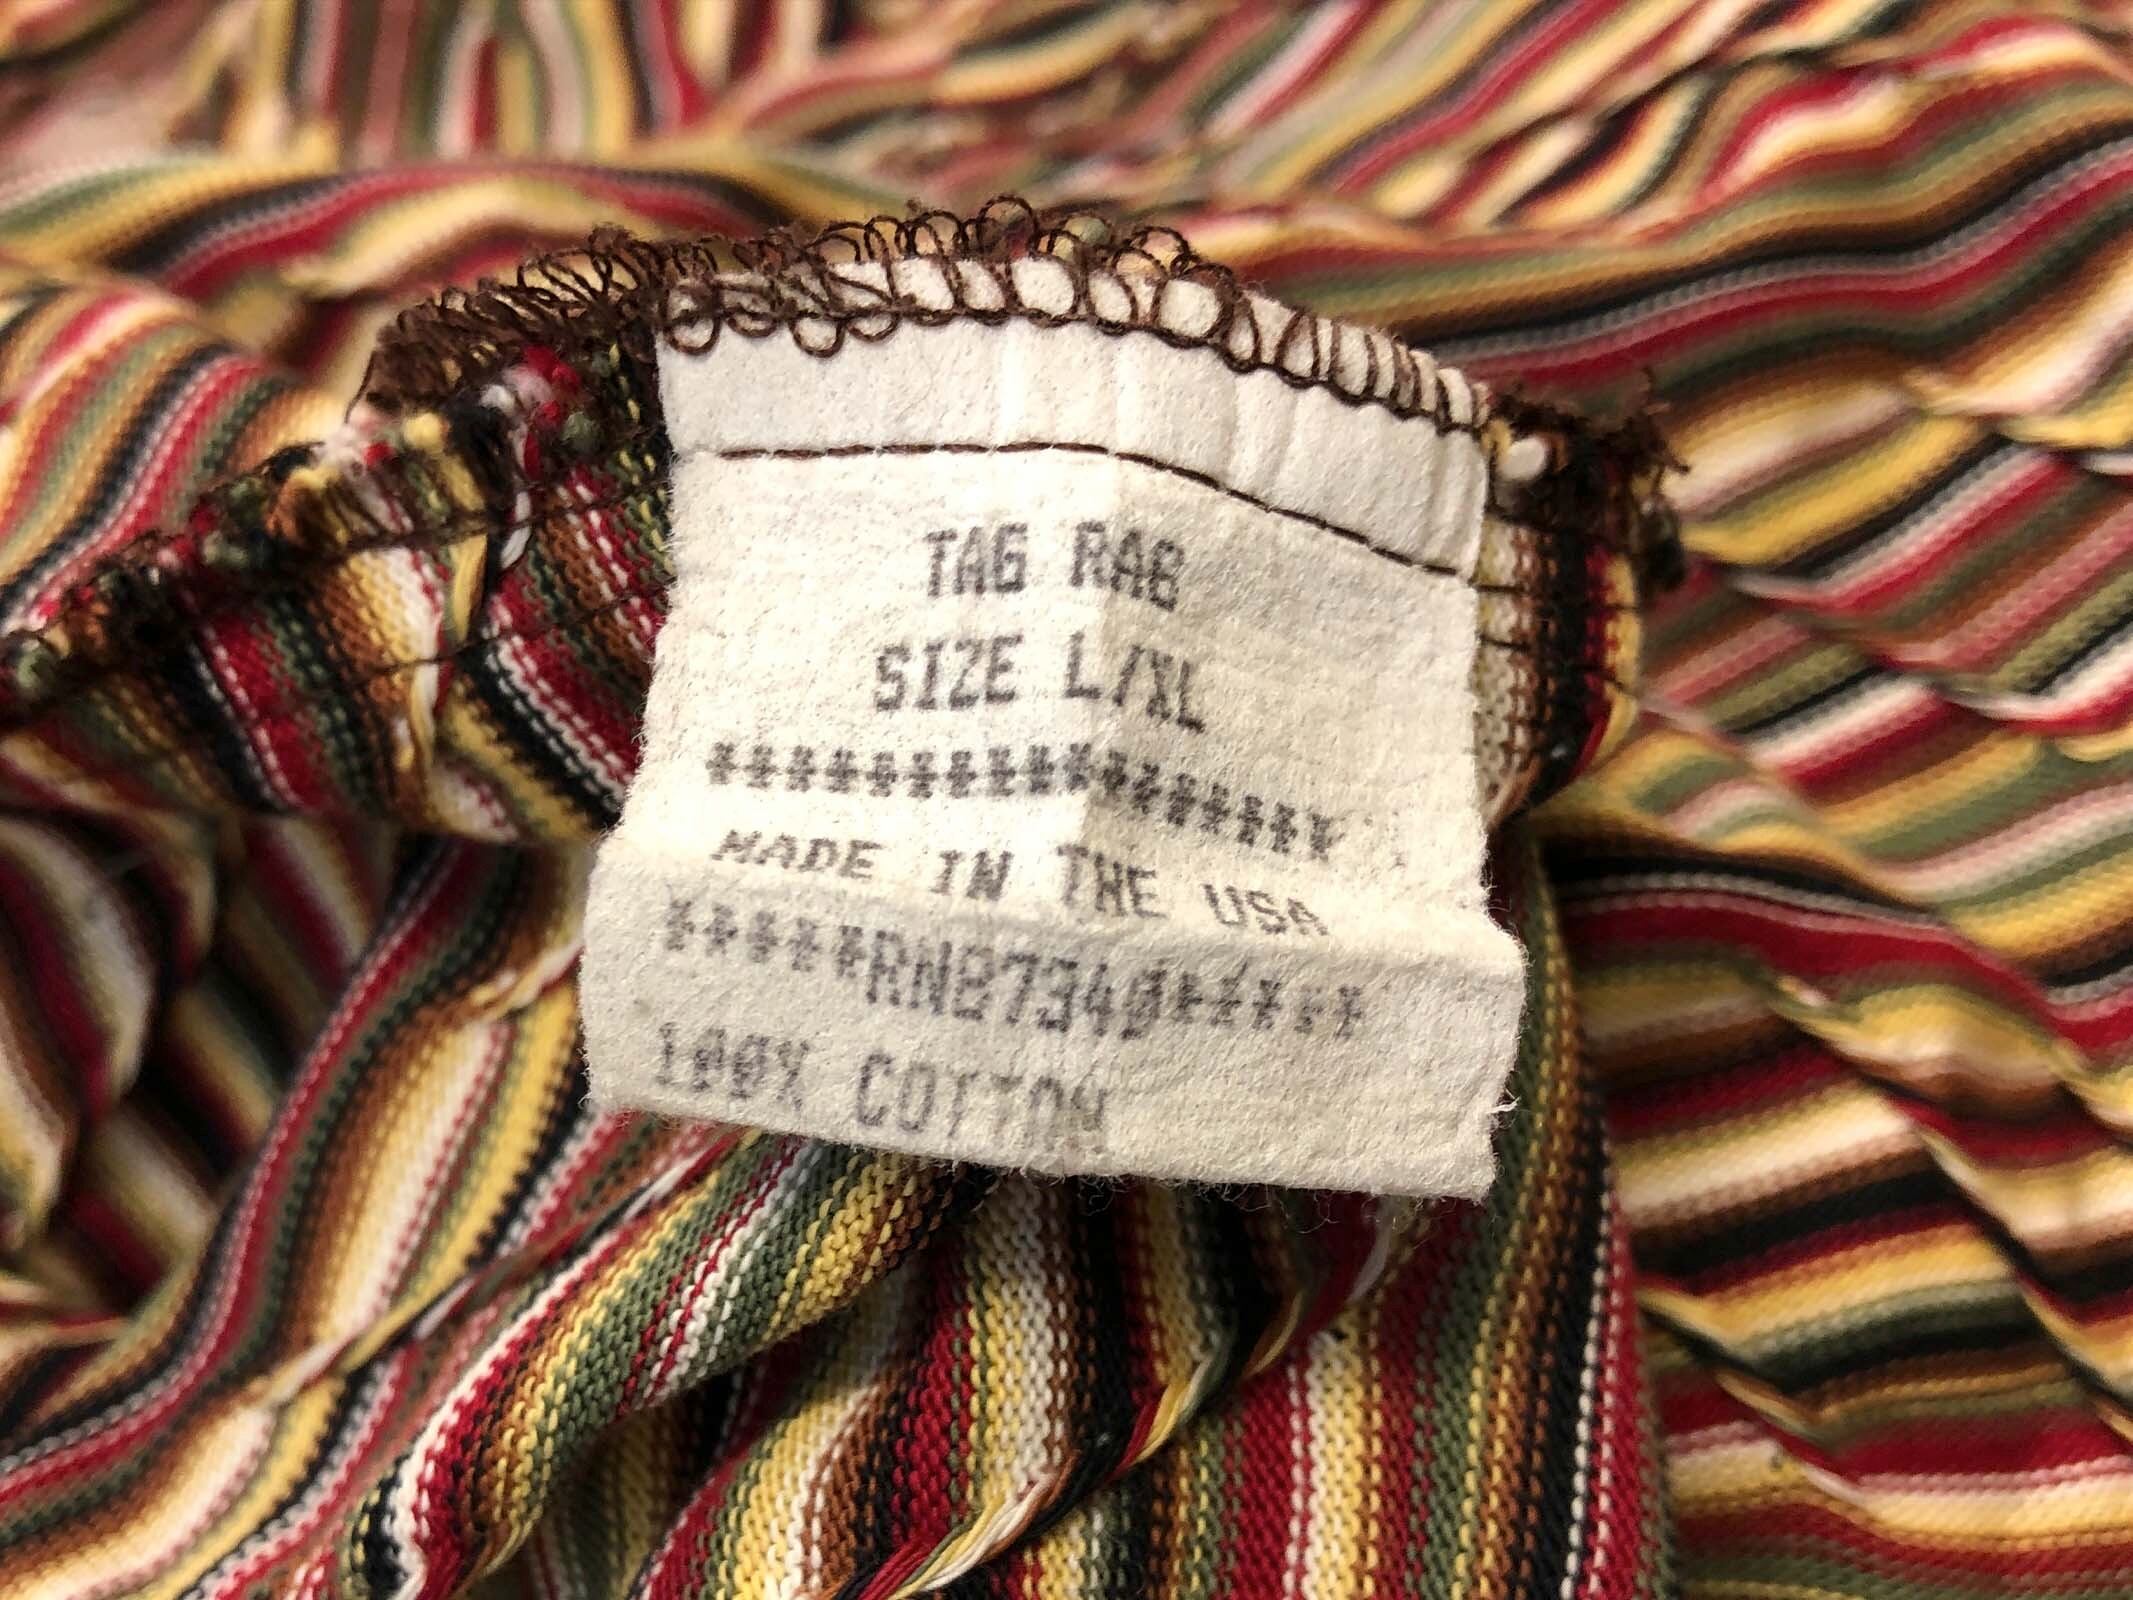 TAG RAG
SIZE L/XL
*****************
MADE IN THE USA
*****RN87340*****
100% COTTON